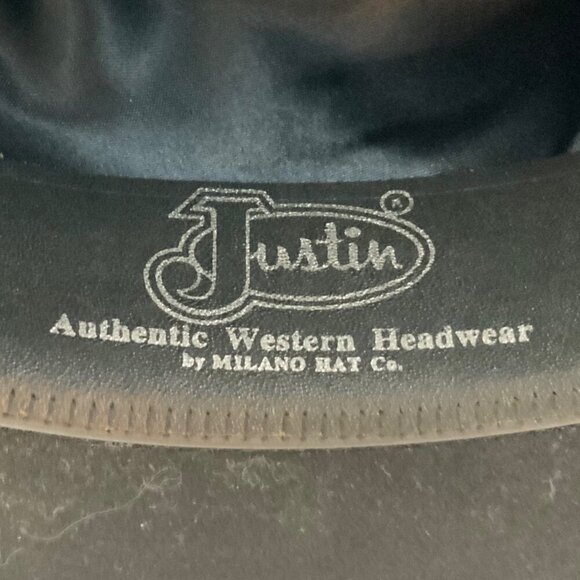 Justin ®
Authentic Western Headwear
by MILANO HAT Co.